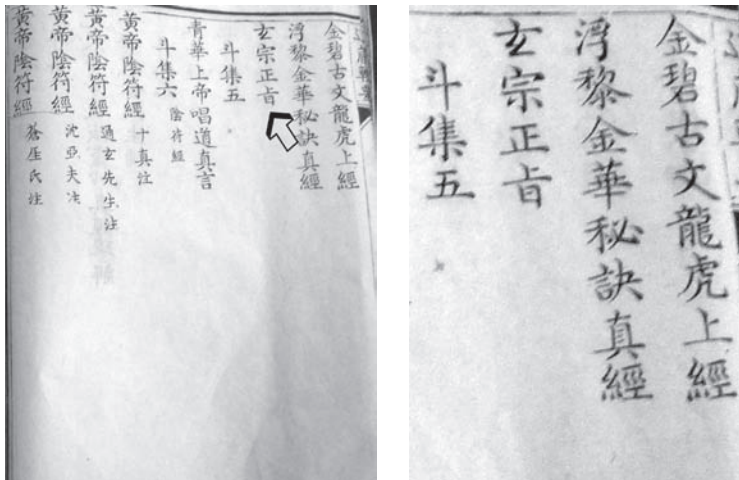 金碧古文龍虎上經
浮黎金華秘訣真經
玄宗正旨
斗集五
青華上帝唱道真言
斗集六 陰符經
黃帝陰符經 十真注
黃帝陰符經 通玄先生注
黃帝陰符經 沈亞夫注
黃帝陰符經 蒼厓氏注
金碧古文龍虎上經
浮黎金華秘訣真經
玄宗正旨
斗集五